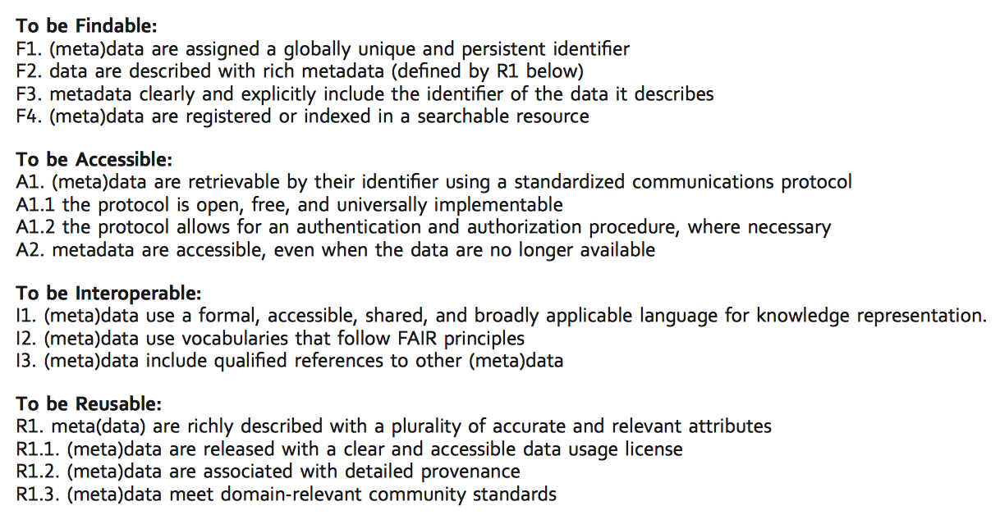 To be Findable:
F1. (meta)data are assigned a globally unique and persistent identifier
F2. data are described with rich metadata (defined by R1 below)
F3. metadata clearly and explicitly include the identifier of the data it describes
F4. (meta)data are registered or indexed in a searchable resource
To be Accessible:
A1. (meta)data are retrievable by their identifier using a standardized communications protocol
A1.1 the protocol is open, free, and universally implementable
A1.2 the protocol allows for an authentication and authorization procedure, where necessary
A2. metadata are accessible, even when the data are no longer available
To be Interoperable:
I1. (meta)data use a formal, accessible, shared, and broadly applicable language for knowledge representation.
I2. (meta)data use vocabularies that follow FAIR principles
I3. (meta)data include qualified references to other (meta)data
To be Reusable:
R1. meta(data) are richly described with a plurality of accurate and relevant attributes
R1.1. (meta)data are released with a clear and accessible data usage license
R1.2. (meta)data are associated with detailed provenance
R1.3. (meta)data meet domain-relevant community standards